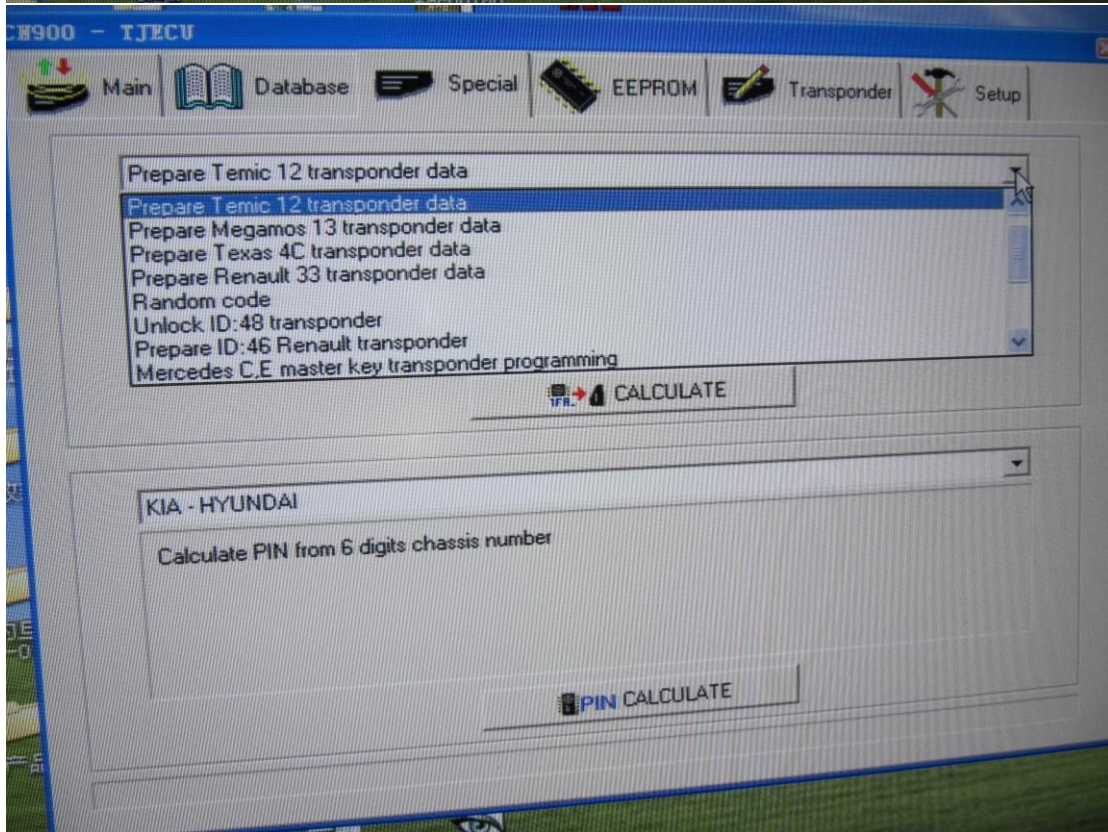 900 - TJECU
Main
Database
Special
EEPROM
Transponder
Setup
Prepare Temic 12 transponder data
Prepare Temic 12 transponder data
Prepare Megamos 13 transponder data
Prepare Texas 4C transponder data
Prepare Renault 33 transponder data
Random code
Unlock ID:48 transponder
Prepare ID:46 Renault transponder
Mercedes C,E master key transponder programming
CALCULATE
KIA - HYUNDAI
Calculate PIN from 6 digits chassis number
PIN CALCULATE